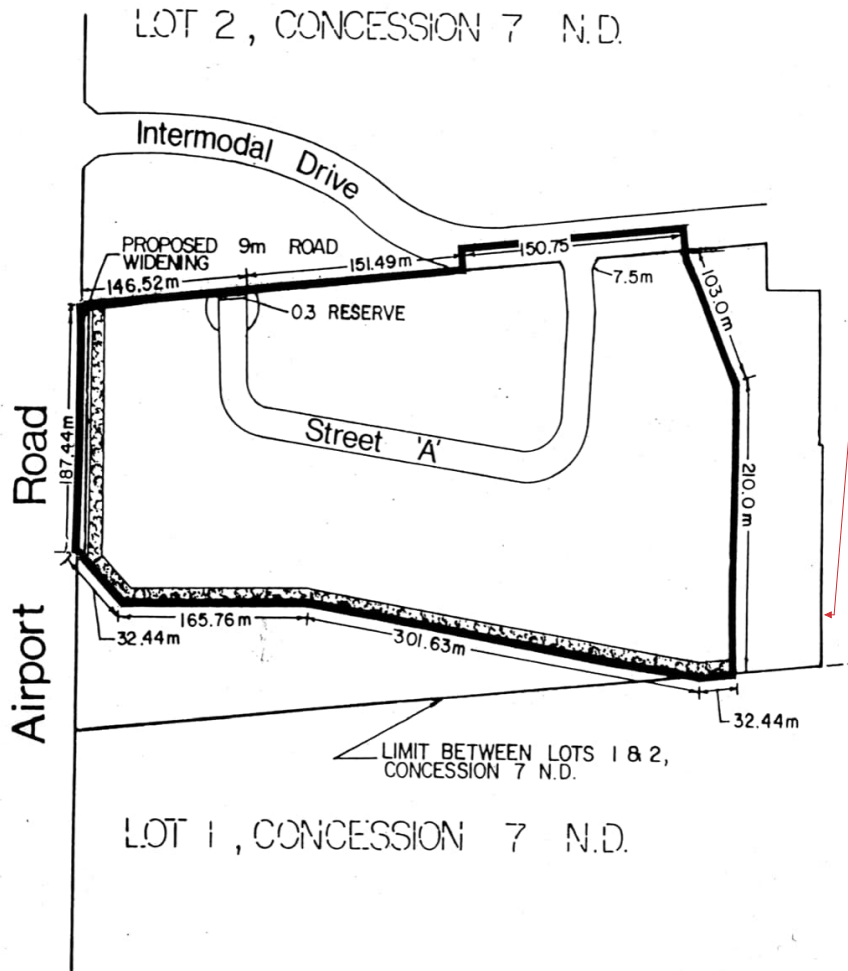 LOT 2, CONCESSION 7 N.D.
Intermodal Drive
PROPOSED 9m ROAD
WIDENING
146.52m
151.49m
150.75
7.5m
103.0m
0.3 RESERVE
Street 'A'
187.44m
210.0m
Airport Road
32.44m
165.76m
301.63m
32.44m
LIMIT BETWEEN LOTS 1 & 2,
CONCESSION 7 N.D.
LOT 1, CONCESSION 7 N.D.